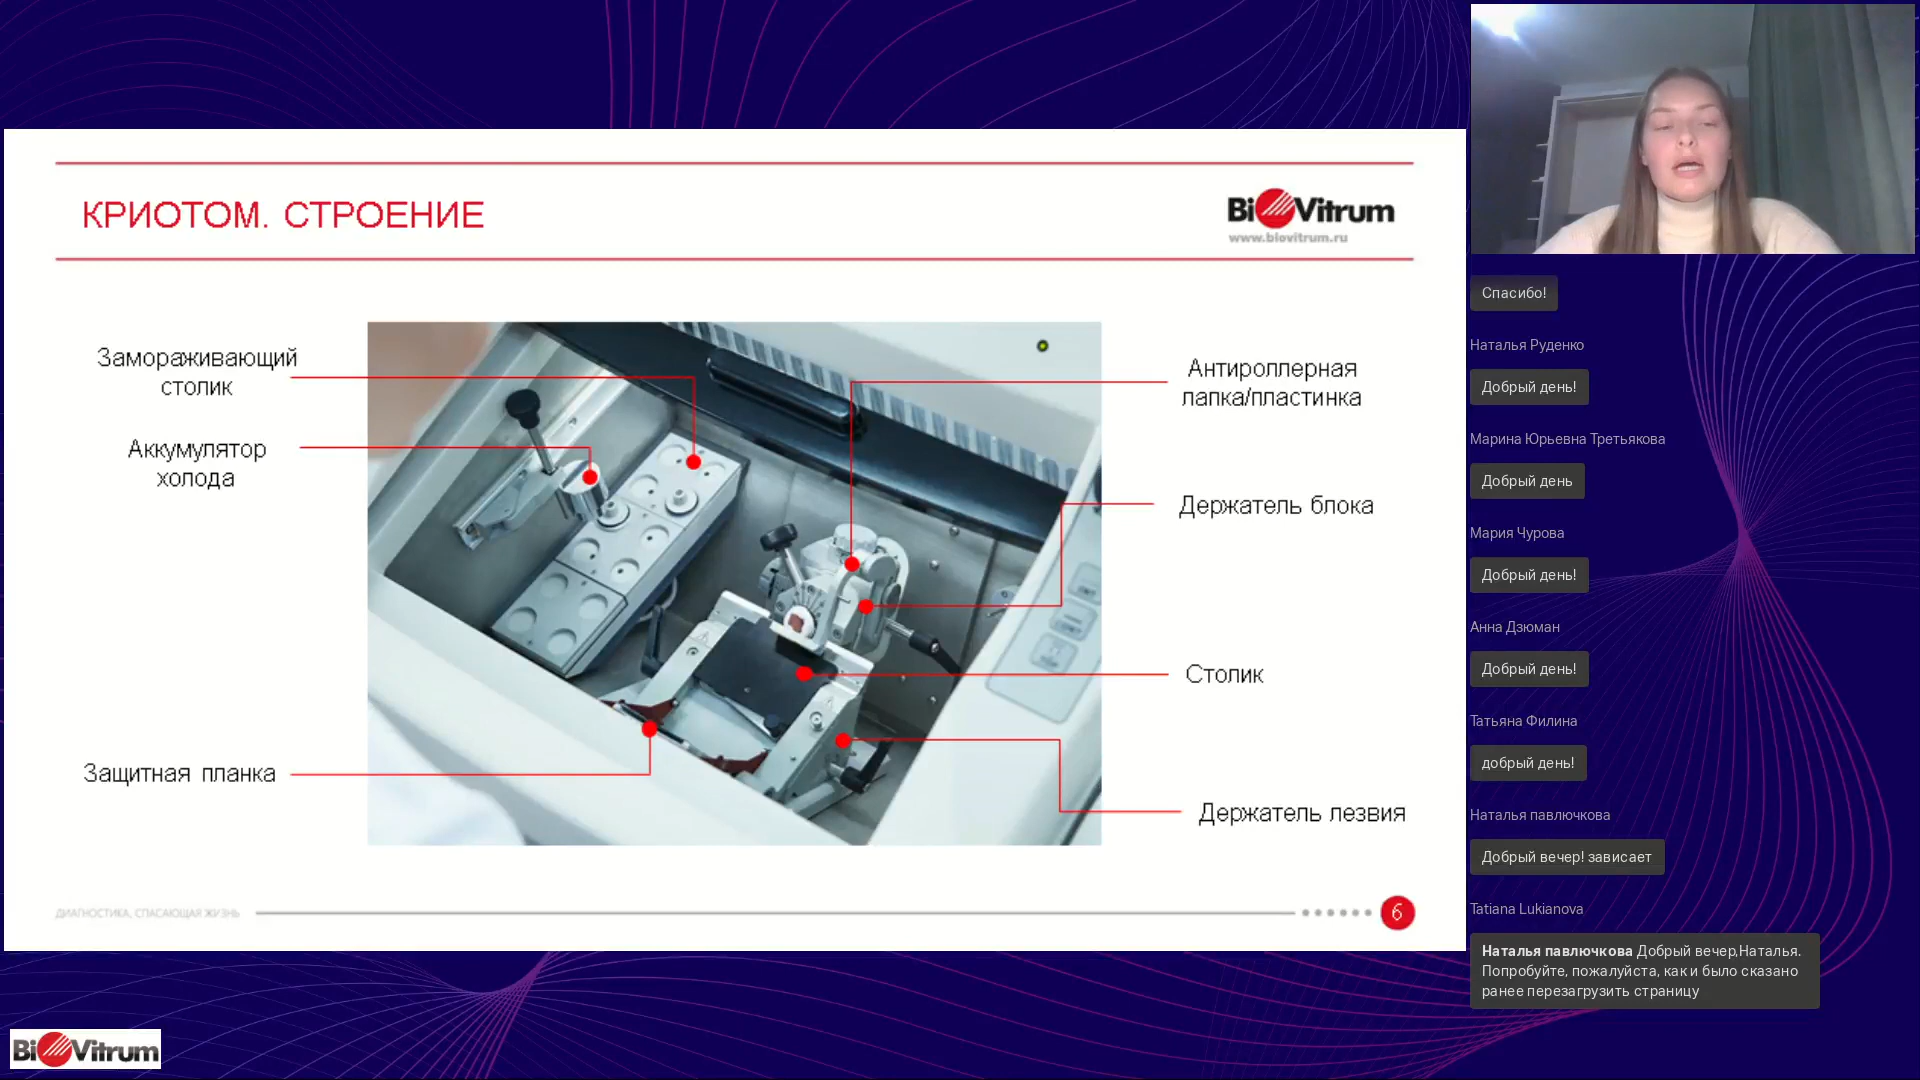 КРИОТОМ. СТРОЕНИЕ
BiOVitrum
www.biovitrum.ru
Замораживающий
столик
Аккумулятор
холода
Защитная планка
Антироллерная
лапка/пластинка
Держатель блока
Столик
Держатель лезвия
ДИАГНОСТИКА, СПАСАЮЩАЯ ЖИЗНЬ
6
BiOVitrum
Спасибо!
Наталья Руденко
Добрый день!
Марина Юрьевна Третьякова
Добрый день
Мария Чурова
Добрый день!
Анна Дзюман
Добрый день!
Татьяна Филина
добрый день!
Наталья павлючкова
Добрый вечер! зависает
Tatiana Lukianova
Наталья павлючкова Добрый вечер,Наталья.
Попробуйте, пожалуйста, как и было сказано
ранее перезагрузить страницу